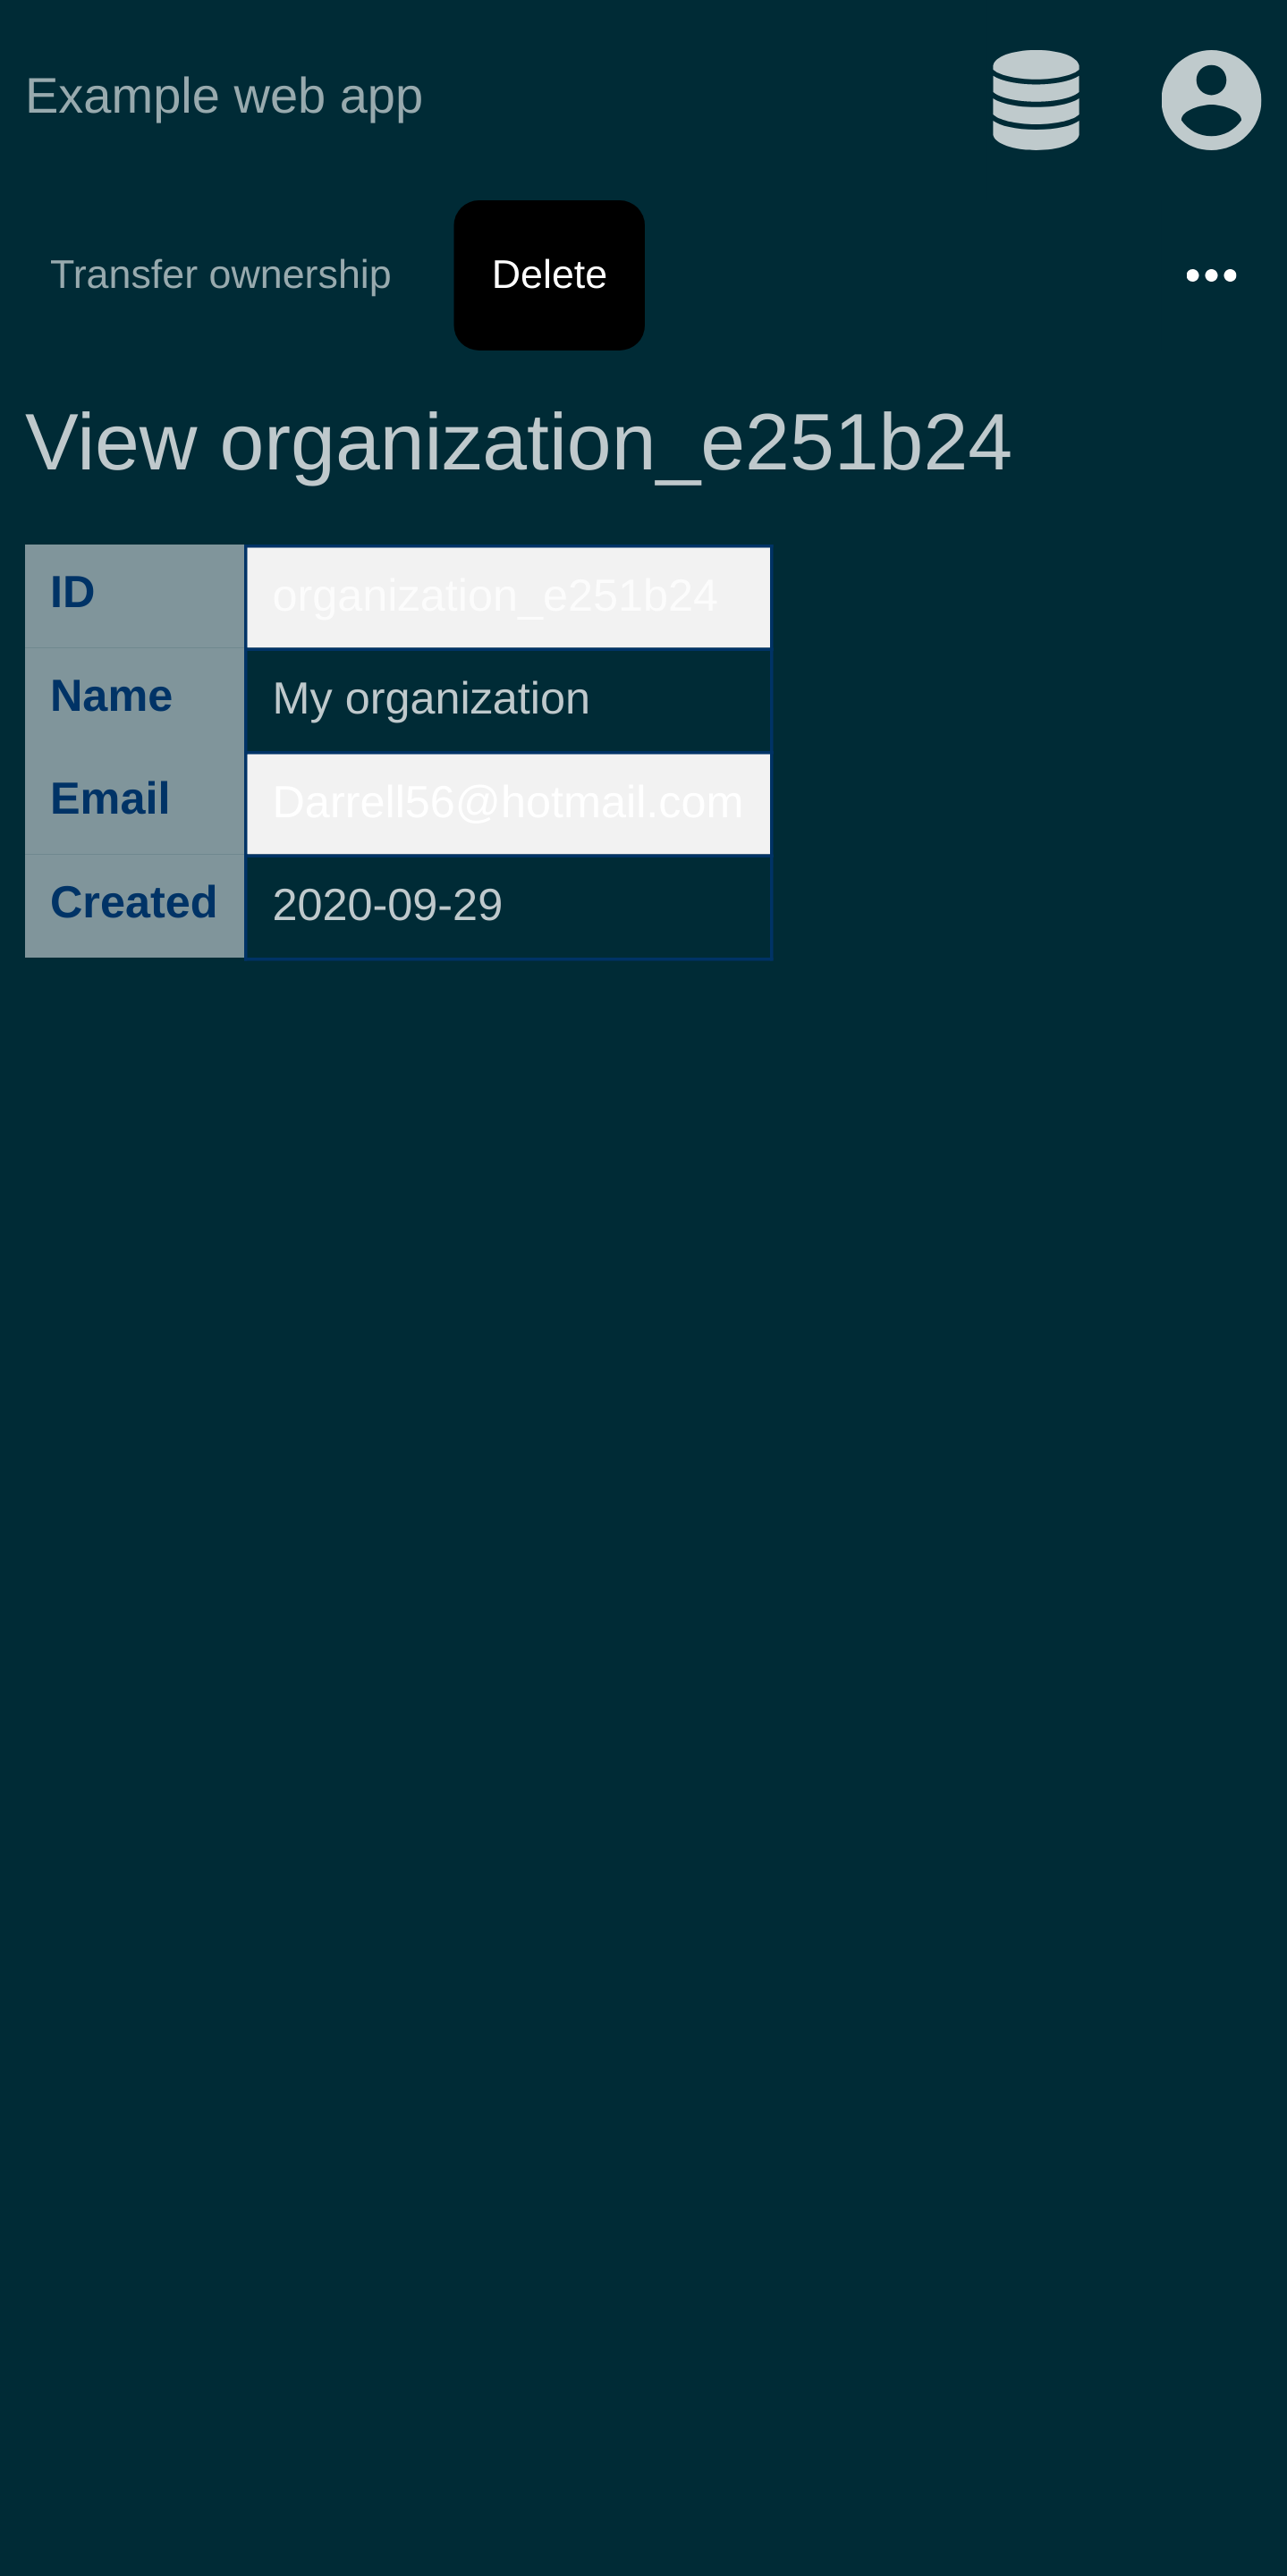 Example web app
Transfer ownership Delete
View organization_e251b24
ID organization_e251b24
Name My organization
Email Darrell56@hotmail.com
Created 2020-09-29